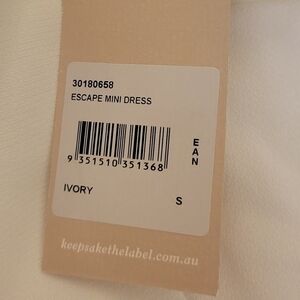 30180658
ESCAPE MINI DRESS
EAN
9 351510 351368
IVORY S
keepsakethelabel.com.au